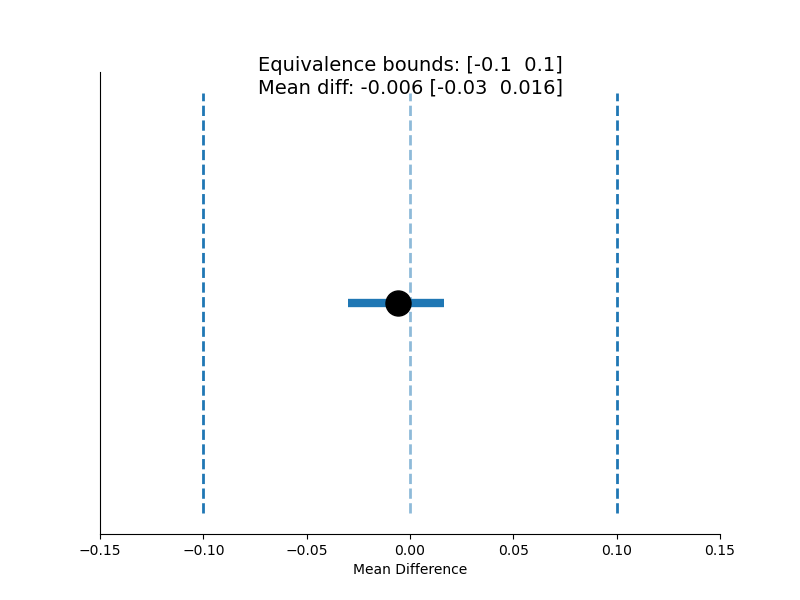 Equivalence bounds: [-0.1  0.1]
Mean diff: -0.006 [-0.03  0.016]
−0.15 −0.10 −0.05 0.00 0.05 0.10 0.15
Mean Difference